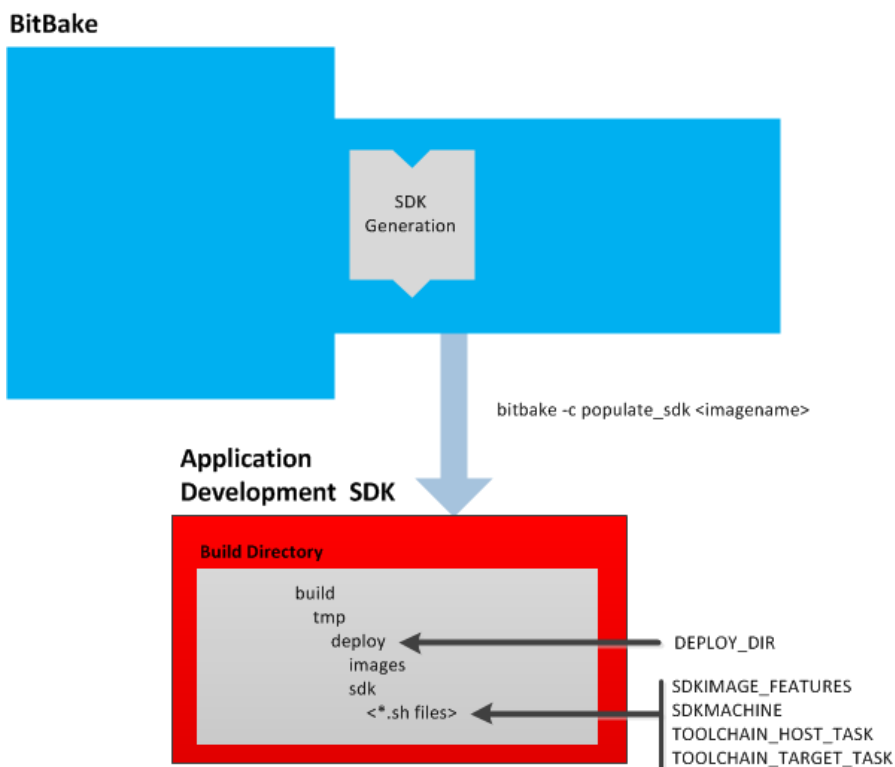 BitBake
SDK
Generation
bitbake -c populate_sdk <imagename>
Application
Development SDK
Build Directory
build
tmp
deploy
images
sdk
<*.sh files>
DEPLOY_DIR
SDKIMAGE_FEATURES
SDKMACHINE
TOOLCHAIN_HOST_TASK
TOOLCHAIN_TARGET_TASK